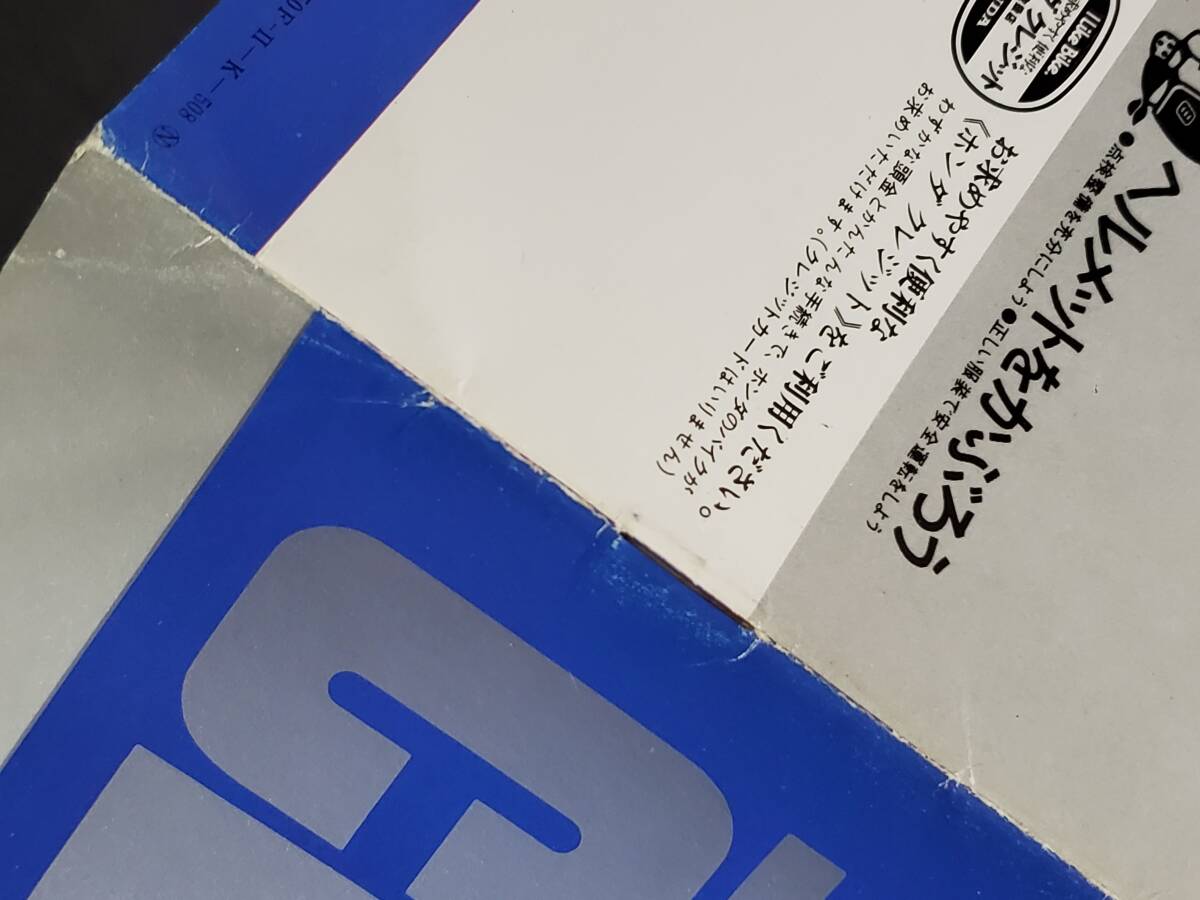 I like Bike.
クレジット
お求めやすく便利な
《ホンダ クレジット》をご利用ください。
わずかな頭金とかんたんな手続きで、ホンダのバイクが
お求めいただけます。(クレジットカードはいりません)
ヘルメットをかぶろう
●点検整備を充分にしよう●正しい服装で安全運転をしよう
0F-II-K-508 Ⓝ